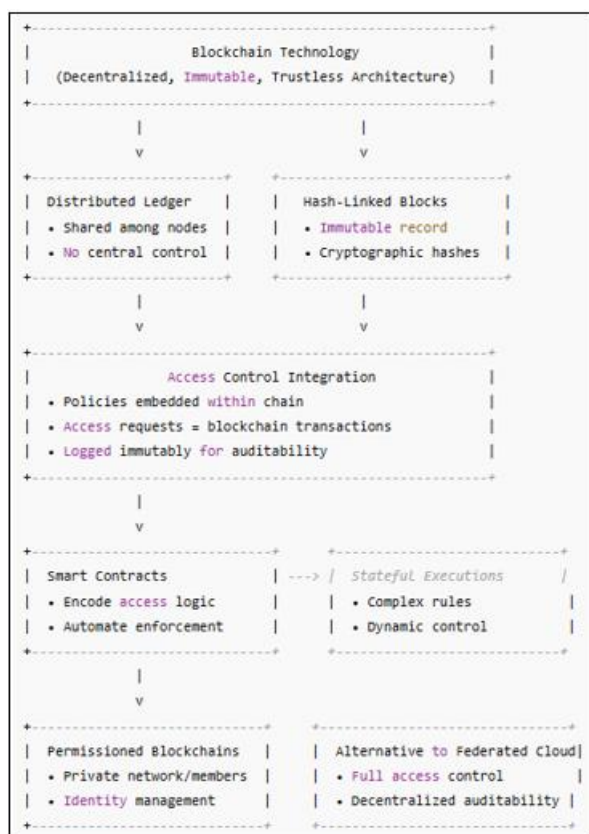 Blockchain Technology
(Decentralized, Immutable, Trustless Architecture)
Distributed Ledger
• Shared among nodes
• No central control
Hash-Linked Blocks
• Immutable record
• Cryptographic hashes
Access Control Integration
• Policies embedded within chain
• Access requests = blockchain transactions
• Logged immutably for auditability
Smart Contracts
• Encode access logic
• Automate enforcement
Stateful Executions
• Complex rules
• Dynamic control
Permissioned Blockchains
• Private network/members
• Identity management
Alternative to Federated Cloud
• Full access control
• Decentralized auditability